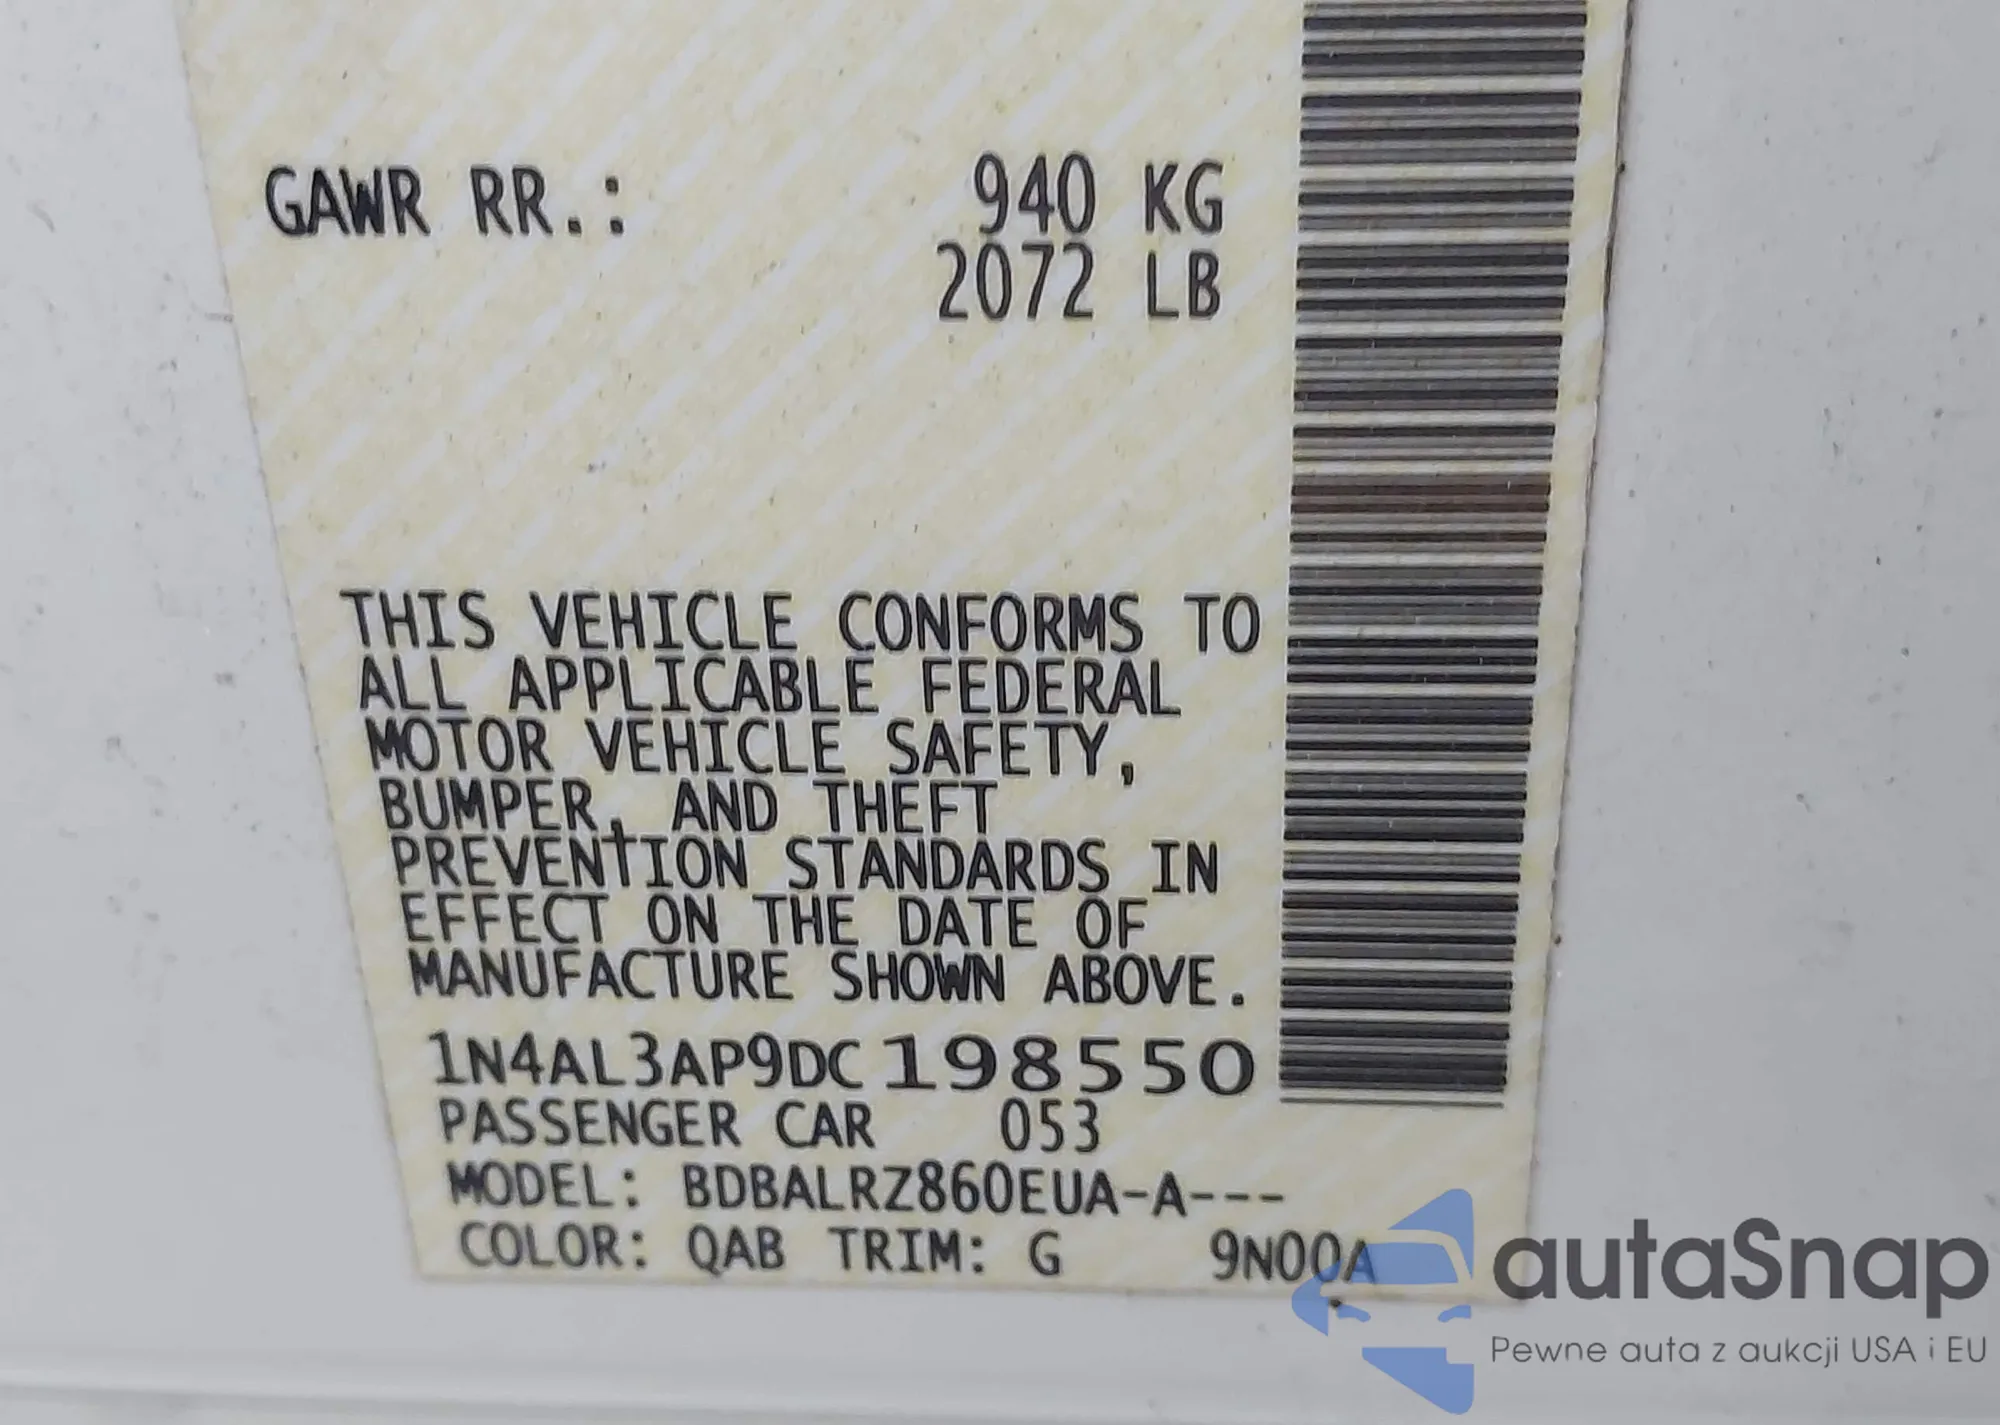 GAWR RR.: 940 KG
2072 LB
THIS VEHICLE CONFORMS TO
ALL APPLICABLE FEDERAL
MOTOR VEHICLE SAFETY,
BUMPER, AND THEFT
PREVENTION STANDARDS IN
EFFECT ON THE DATE OF
MANUFACTURE SHOWN ABOVE.
1N4AL3AP9DC198550
PASSENGER CAR 053
MODEL: BDBALRZ860EUA-A---
COLOR: QAB TRIM: G 9N00A
autaSnap
Pewne auta z aukcji USA i EU